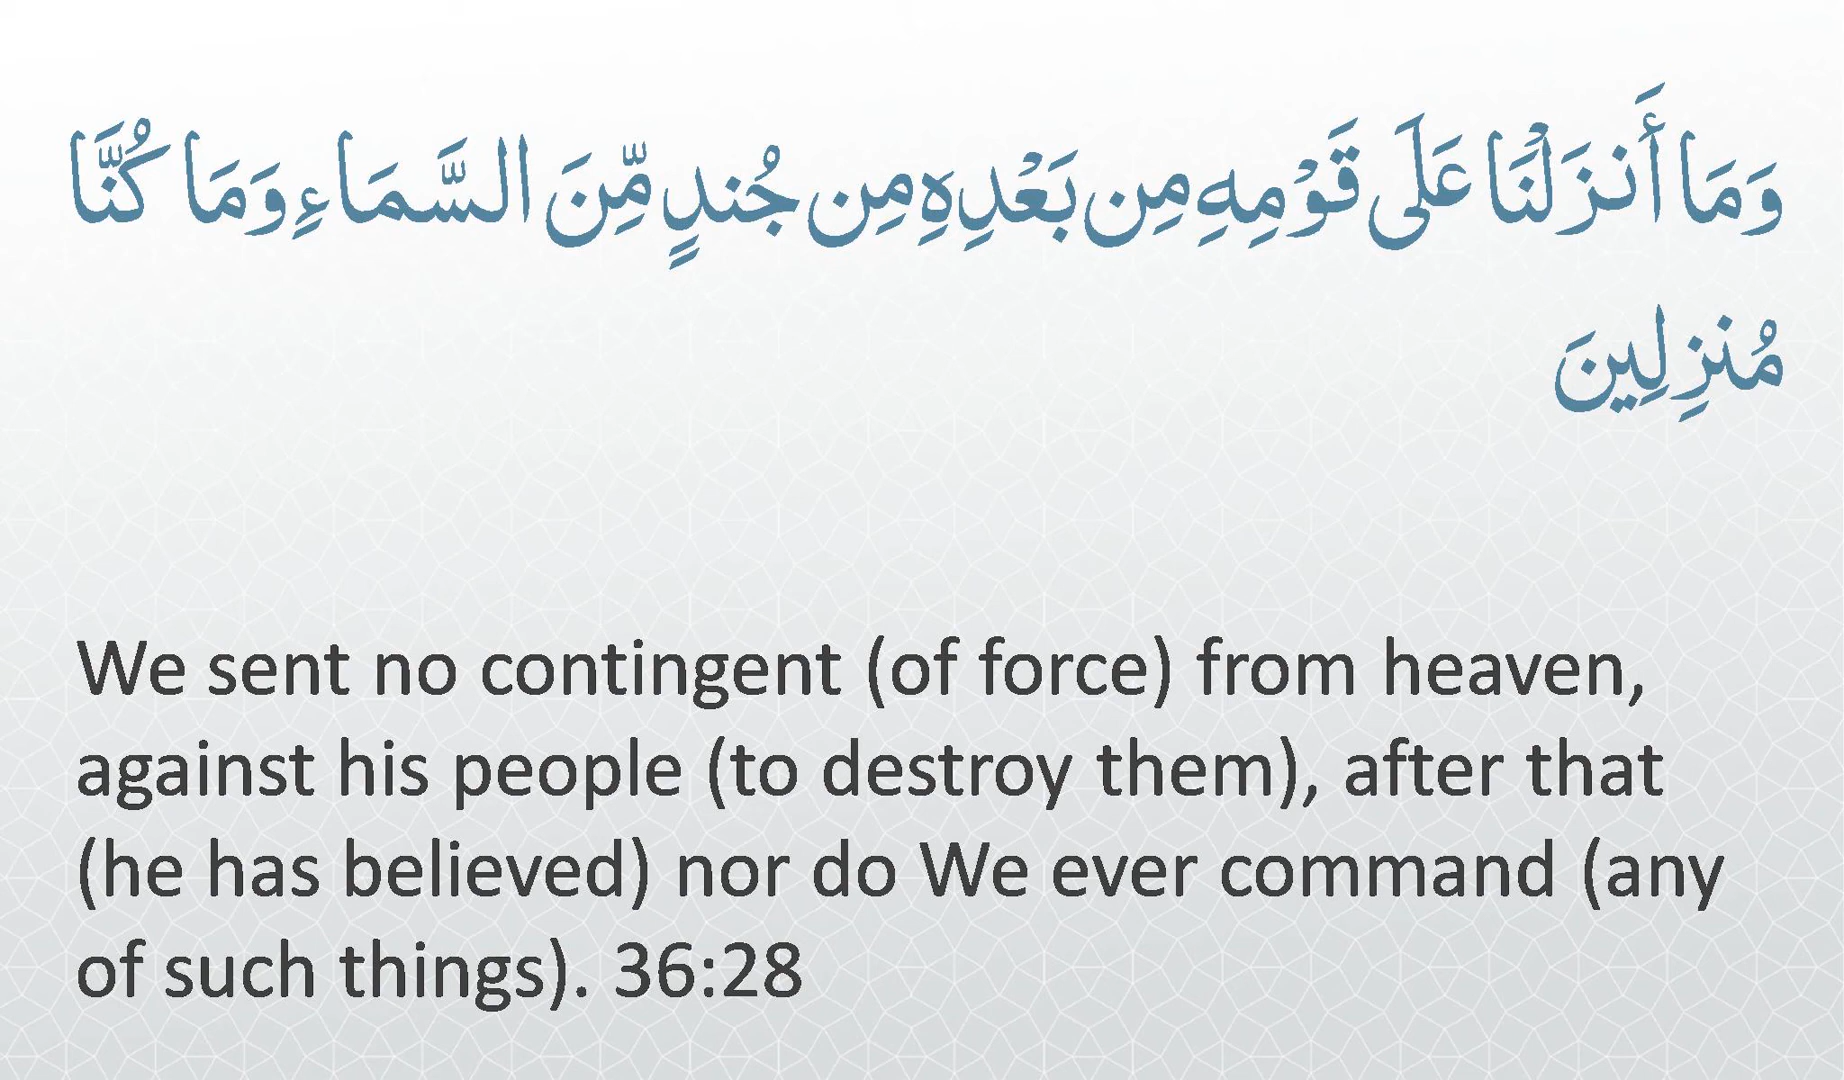 وَمَا أَنزَلْنَا عَلَى قَوْمِهِ مِن بَعْدِهِ مِن جُندٍ مِّنَ السَّمَاءِ وَمَا كُنَّا
مُنزِلِينَ
We sent no contingent (of force) from heaven,
against his people (to destroy them), after that
(he has believed) nor do We ever command (any
of such things). 36:28